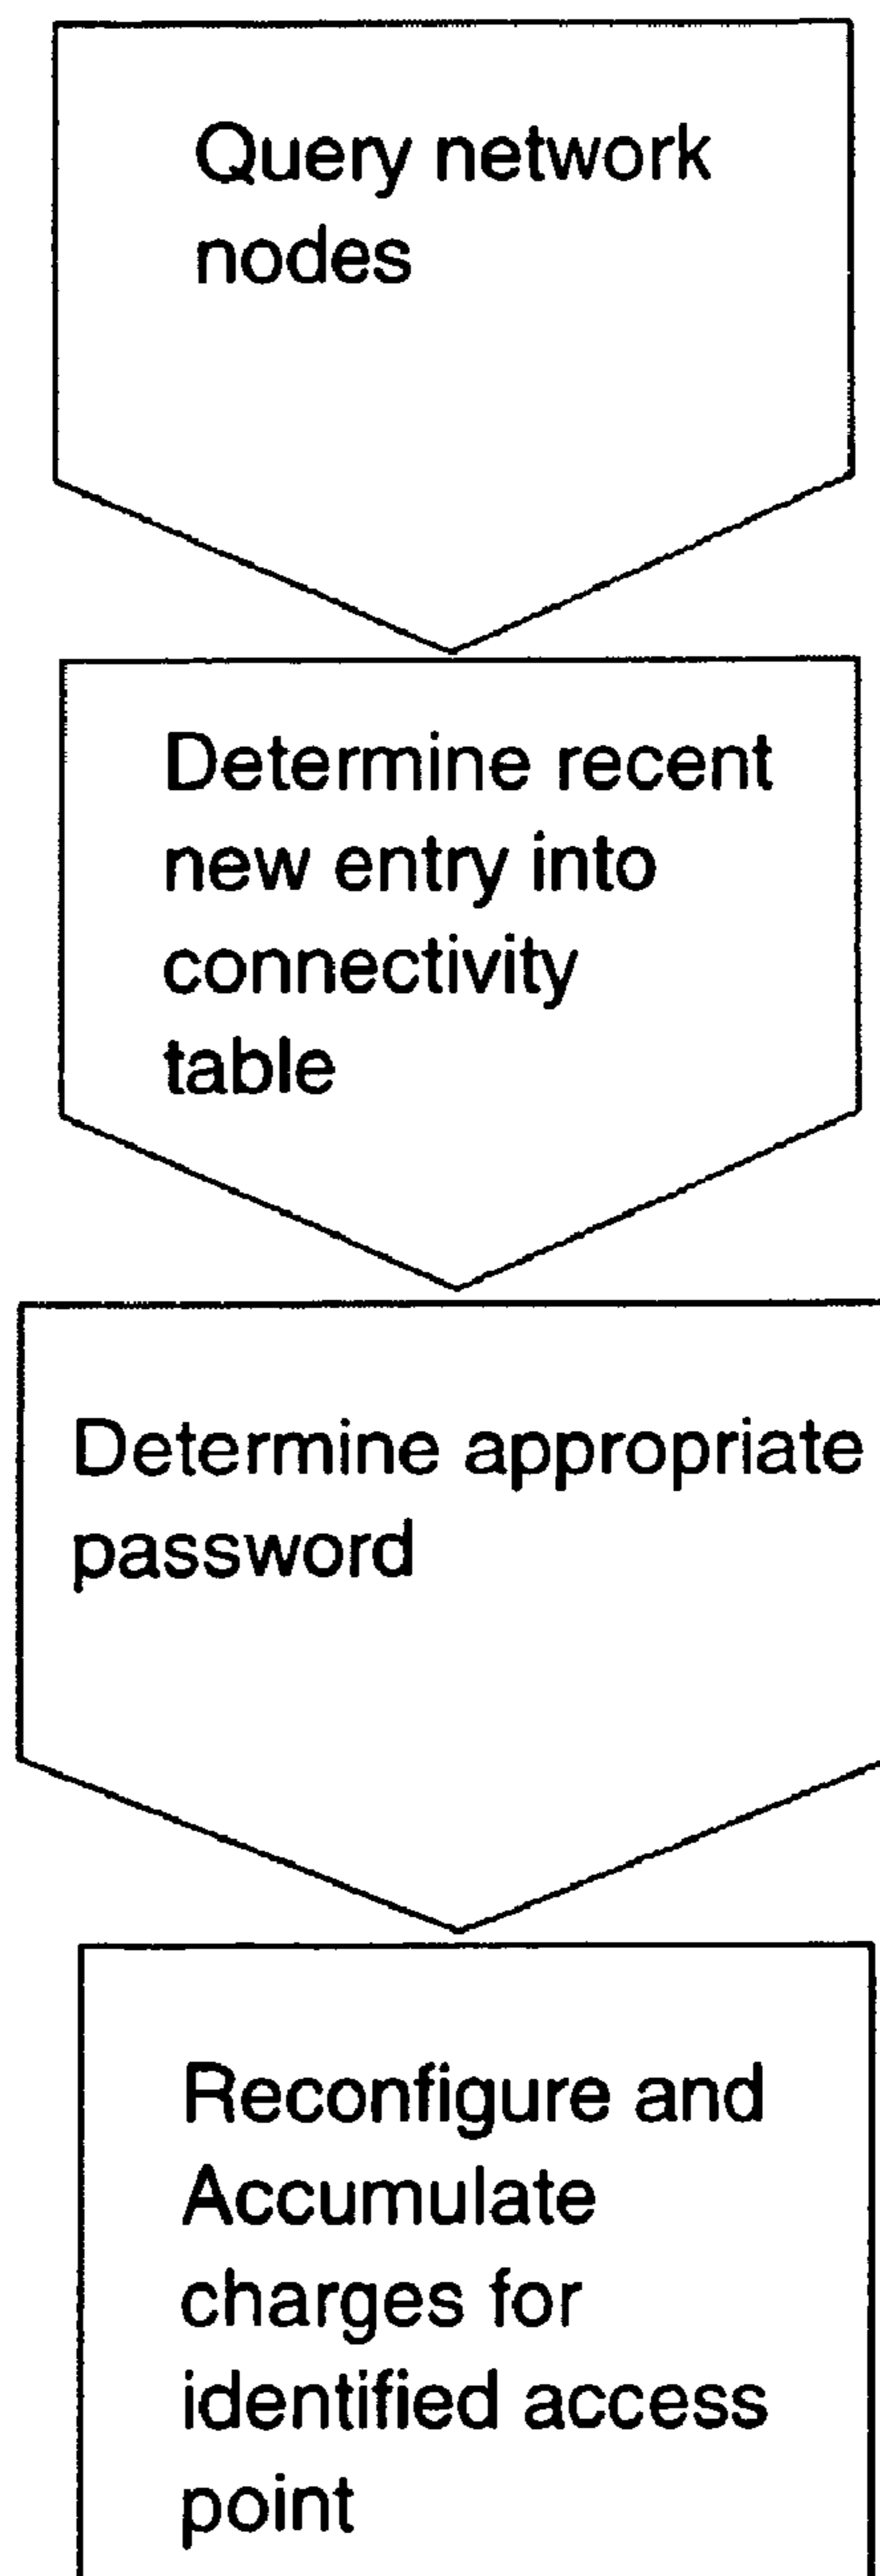 Query network
nodes
Determine recent
new entry into
connectivity
table
Determine appropriate
password
Reconfigure and
Accumulate
charges for
identified access
point